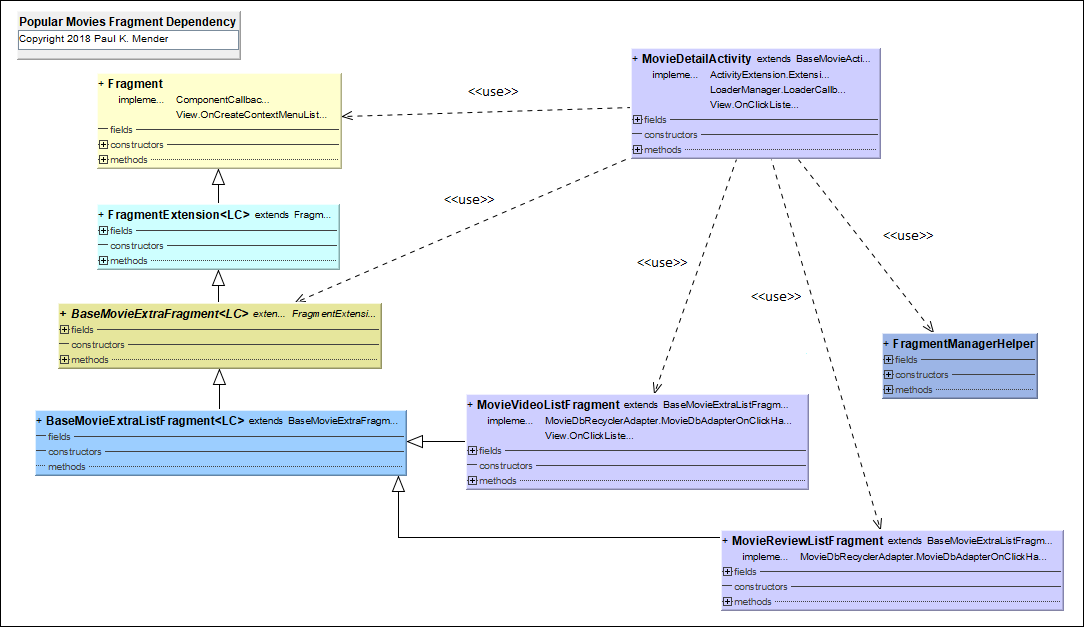 Popular Movies Fragment Dependency
Copyright 2018 Paul K. Mender
+ Fragment
impleme... ComponentCallbac...
View.OnCreateContextMenuList...
fields
constructors
methods
+ FragmentExtension<LC> extends Fragm...
fields
constructors
methods
+ BaseMovieExtraFragment<LC> exten... FragmentExtensi...
fields
constructors
methods
+ BaseMovieExtraListFragment<LC> extends BaseMovieExtraFragm...
fields
constructors
methods
+ MovieDetailActivity extends BaseMovieActi...
impleme... ActivityExtension.Extensi...
LoaderManager.LoaderCallb...
View.OnClickListe...
fields
constructors
methods
<<use>>
<<use>>
<<use>>
<<use>>
<<use>>
+ FragmentManagerHelper
fields
constructors
methods
+ MovieVideoListFragment extends BaseMovieExtraListFragm...
impleme... MovieDbRecyclerAdapter.MovieDbAdapterOnClickHa...
View.OnClickListe...
fields
constructors
methods
+ MovieReviewListFragment extends BaseMovieExtraListFragm...
impleme... MovieDbRecyclerAdapter.MovieDbAdapterOnClickHa...
fields
constructors
methods